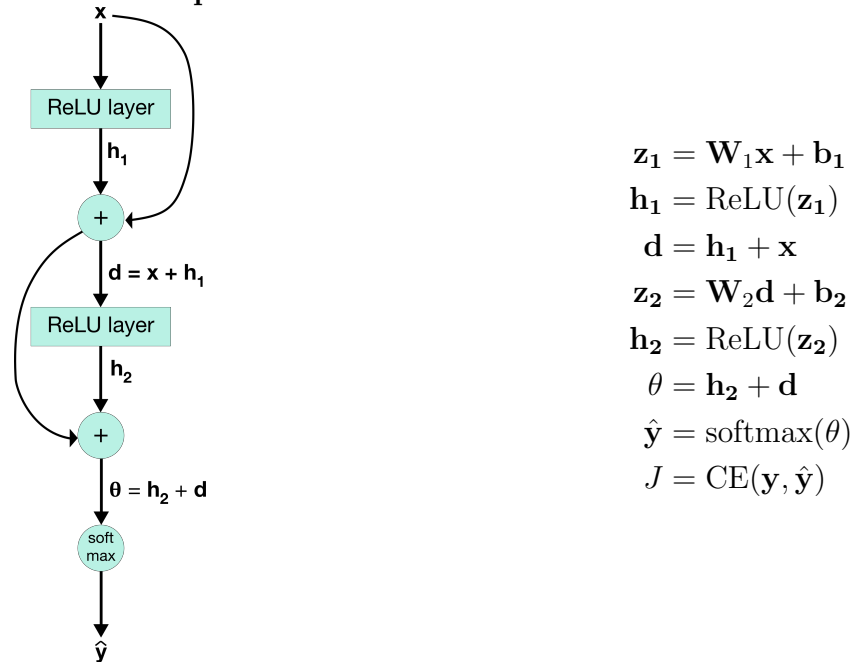 x
ReLU layer
h₁
+
d = x + h₁
ReLU layer
h₂
+
θ = h₂ + d
soft
max
ŷ
z₁ = W₁x + b₁
h₁ = ReLU(z₁)
d = h₁ + x
z₂ = W₂d + b₂
h₂ = ReLU(z₂)
θ = h₂ + d
ŷ = softmax(θ)
J = CE(y, ŷ)